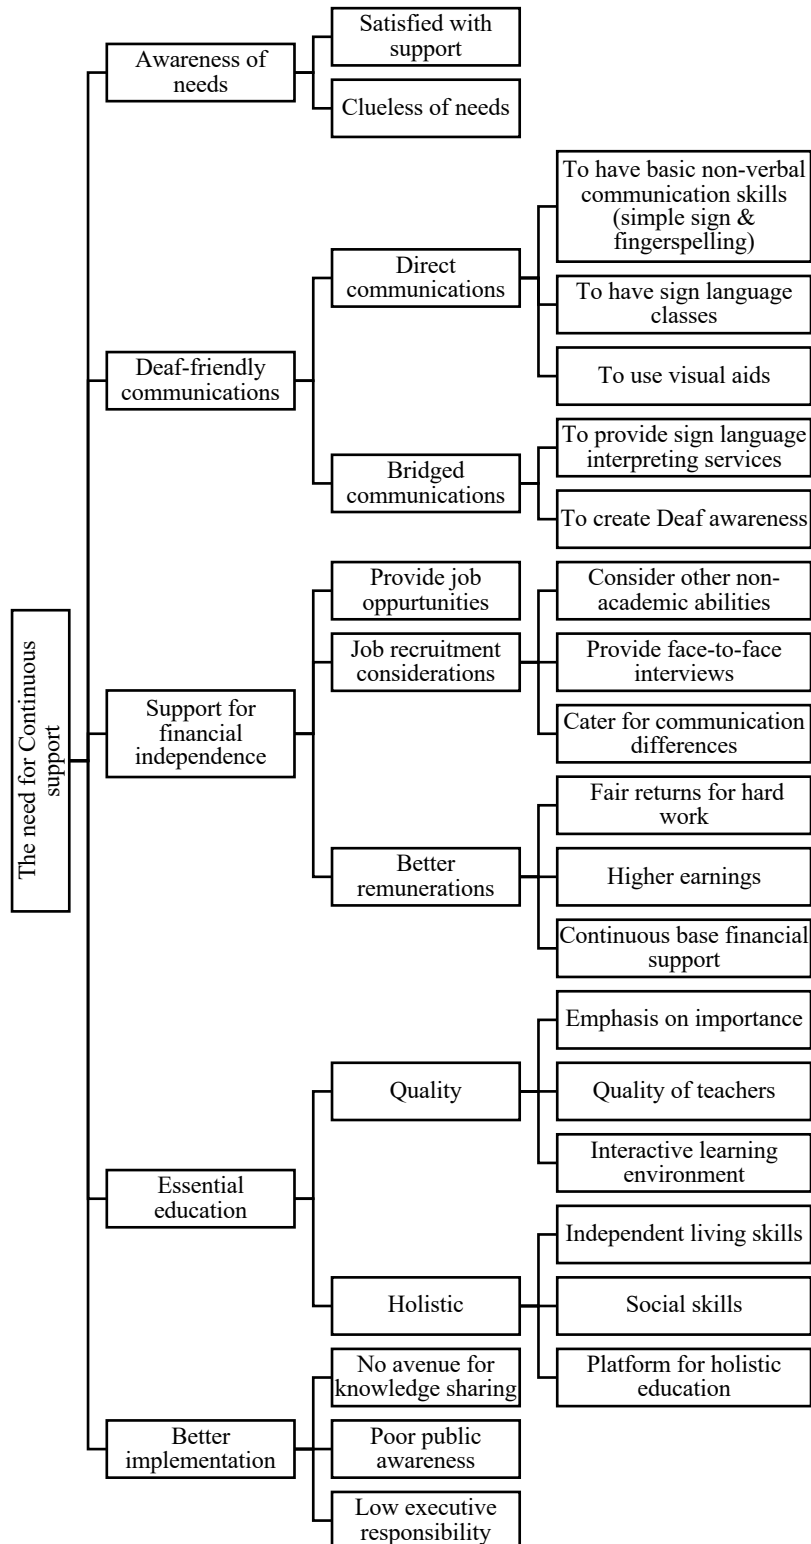 The need for Continuous
support
Awareness of
needs
Satisfied with
support
Clueless of needs
Deaf-friendly
communications
Direct
communications
To have basic non-verbal
communication skills
(simple sign &
fingerspelling)
To have sign language
classes
To use visual aids
Bridged
communications
To provide sign language
interpreting services
To create Deaf awareness
Support for
financial
independence
Provide job
oppurtunities
Job recruitment
considerations
Consider other non-
academic abilities
Provide face-to-face
interviews
Cater for communication
differences
Better
remunerations
Fair returns for hard
work
Higher earnings
Continuous base financial
support
Essential
education
Quality
Emphasis on importance
Quality of teachers
Interactive learning
environment
Holistic
Independent living skills
Social skills
Platform for holistic
education
Better
implementation
No avenue for
knowledge sharing
Poor public
awareness
Low executive
responsibility